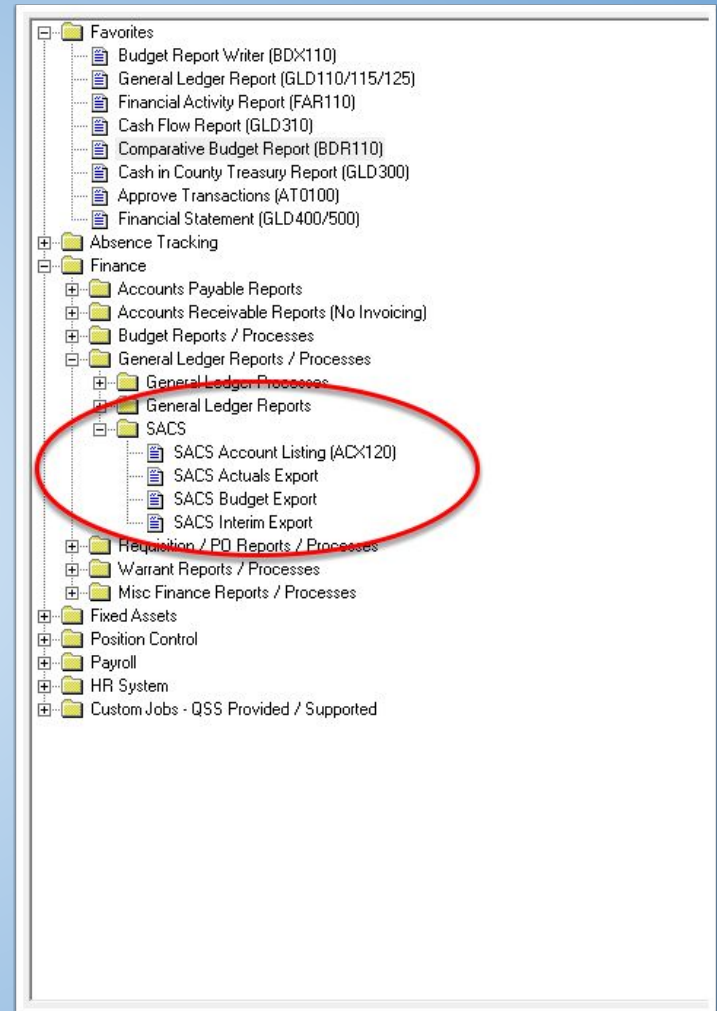 Favorites
Budget Report Writer (BDX110)
General Ledger Report (GLD110/115/125)
Financial Activity Report (FAR110)
Cash Flow Report (GLD310)
Comparative Budget Report (BDR110)
Cash in County Treasury Report (GLD300)
Approve Transactions (AT0100)
Financial Statement (GLD400/500)
Absence Tracking
Finance
Accounts Payable Reports
Accounts Receivable Reports (No Invoicing)
Budget Reports / Processes
General Ledger Reports / Processes
General Ledger Processes
General Ledger Reports
SACS
SACS Account Listing (ACX120)
SACS Actuals Export
SACS Budget Export
SACS Interim Export
Requisition / PO Reports / Processes
Warrant Reports / Processes
Misc Finance Reports / Processes
Fixed Assets
Position Control
Payroll
HR System
Custom Jobs - QSS Provided / Supported